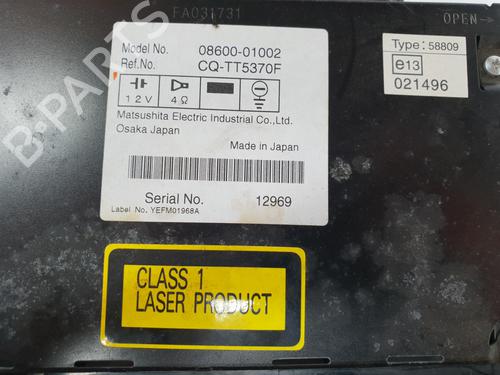 FA031731
OPEN
Model No. 08600-01002
Ref.No. CQ-TT5370F
12V 4Ω
Matsushita Electric Industrial Co.,Ltd.
Osaka Japan
Made in Japan
Serial No. 12969
Label No. YEFM01968A
Type: 58809
e13
021496
CLASS 1
LASER PRODUCT
B-PARTS